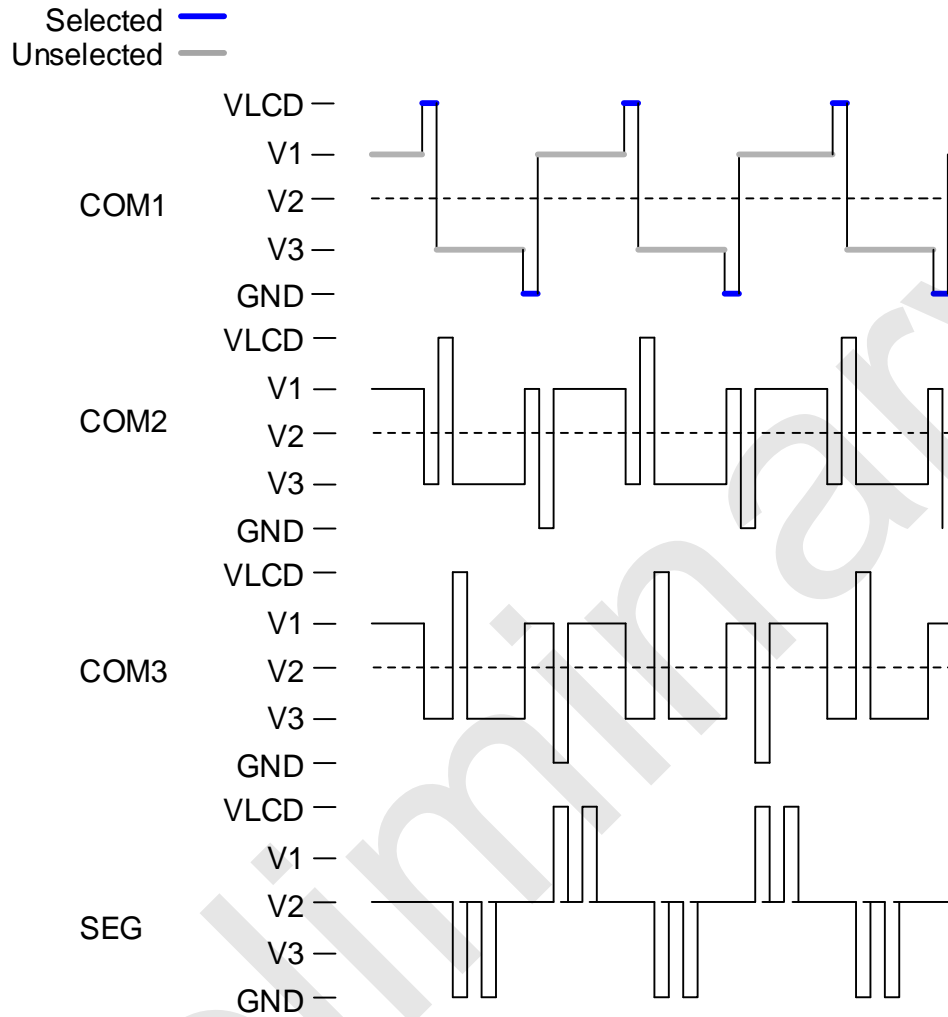 Selected
Unselected
VLCD
V1
COM1
V2
V3
GND
VLCD
V1
COM2
V2
V3
GND
VLCD
V1
COM3
V2
V3
GND
VLCD
V1
V2
SEG
V3
GND